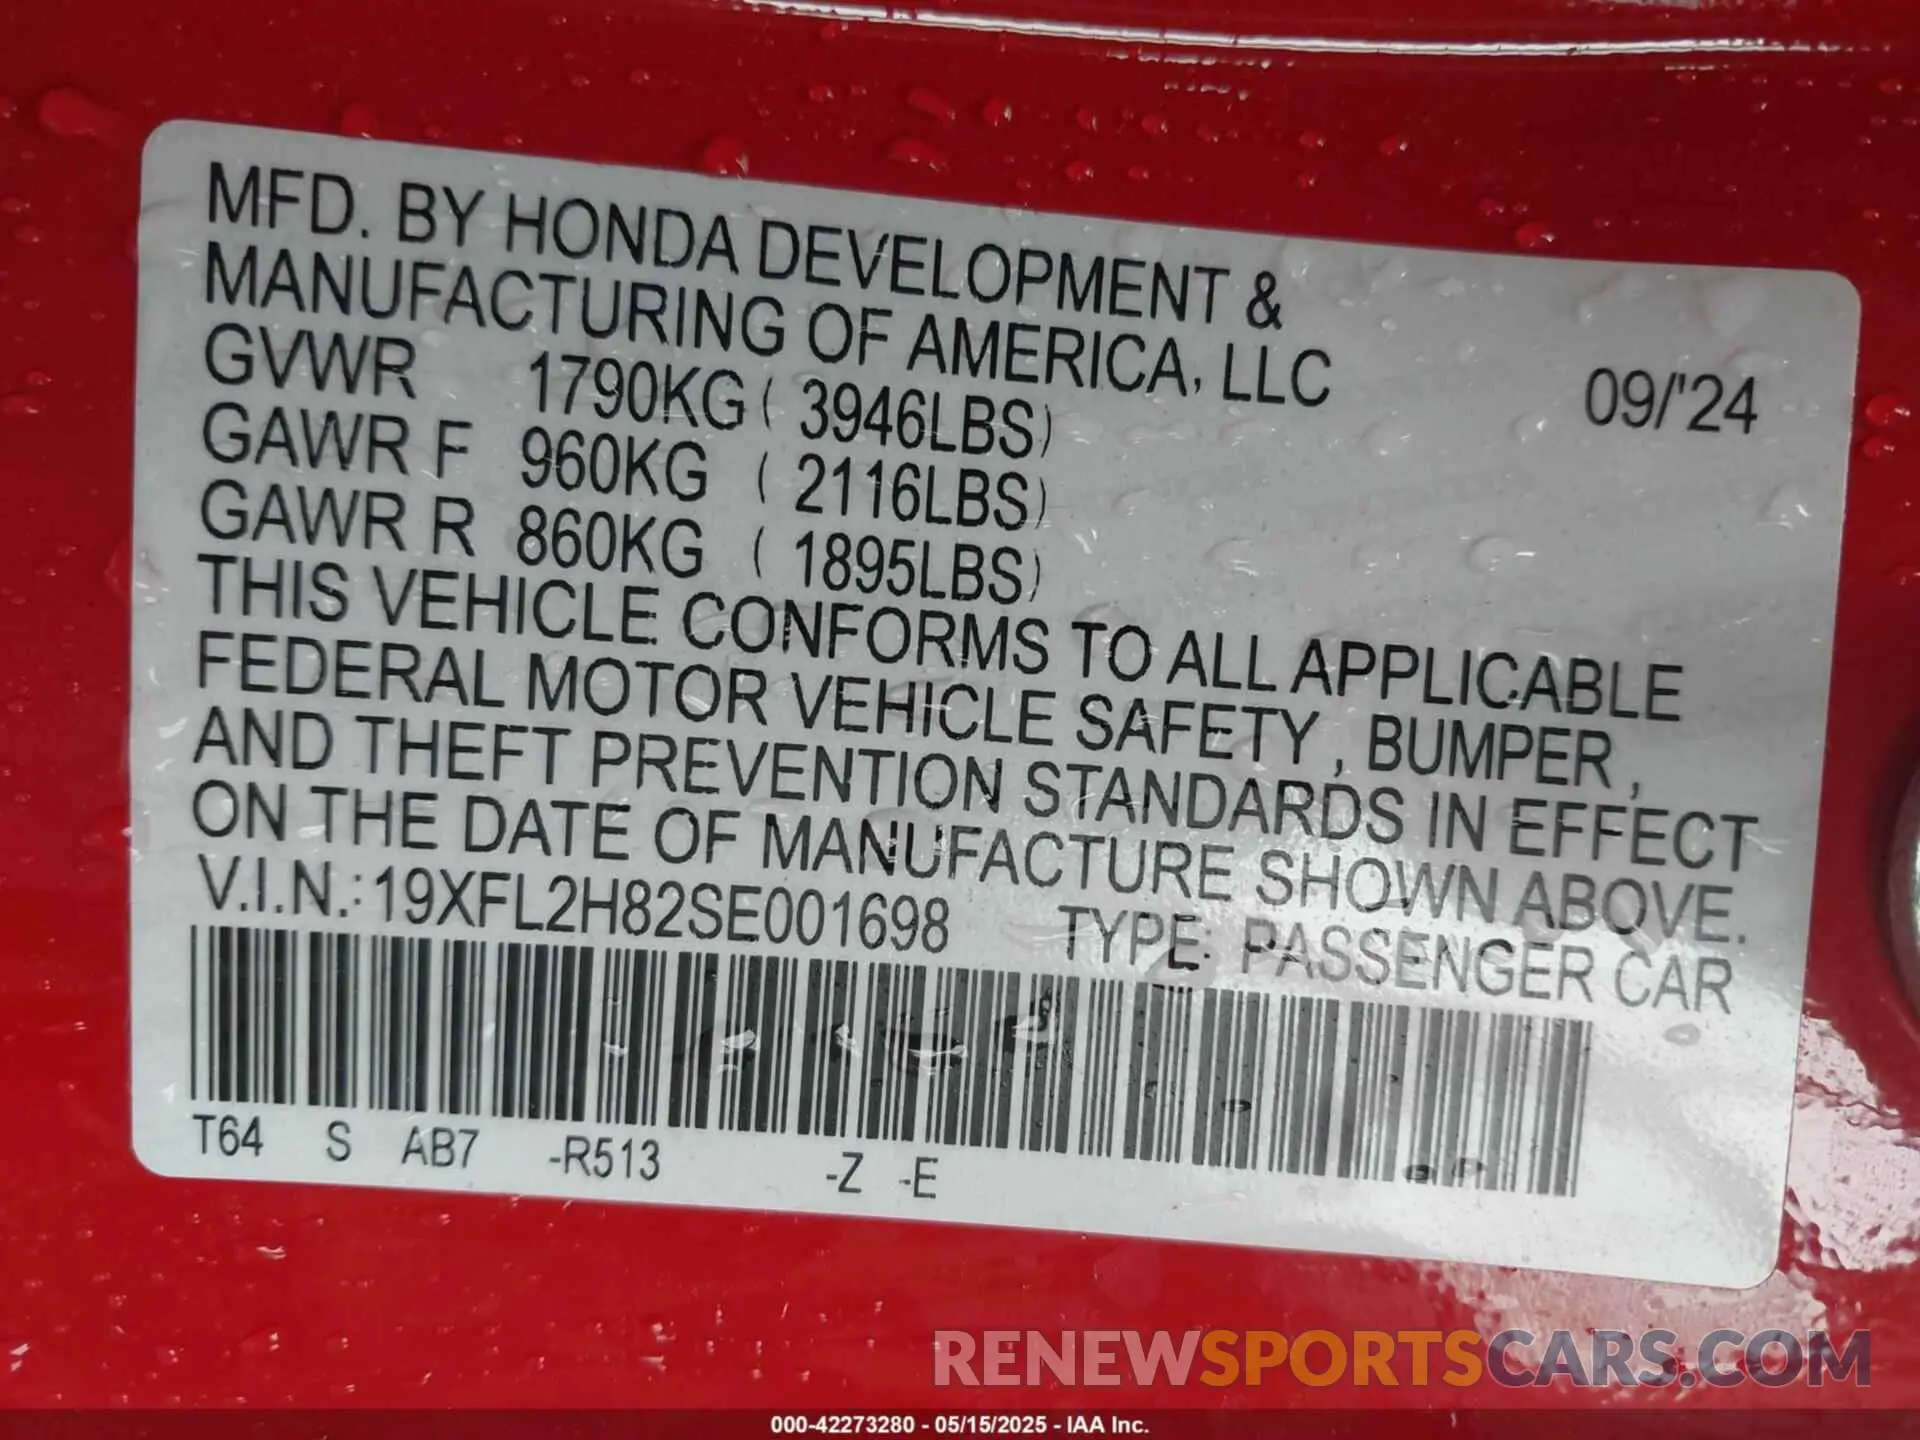 MFD. BY HONDA DEVELOPMENT &
MANUFACTURING OF AMERICA, LLC
GVWR 1790KG ( 3946LBS) 09/'24
GAWR F 960KG ( 2116LBS)
GAWR R 860KG ( 1895LBS)
THIS VEHICLE CONFORMS TO ALL APPLICABLE
FEDERAL MOTOR VEHICLE SAFETY , BUMPER ,
AND THEFT PREVENTION STANDARDS IN EFFECT
ON THE DATE OF MANUFACTURE SHOWN ABOVE.
V.I.N.: 19XFL2H82SE001698 TYPE: PASSENGER CAR
T64 S AB7 -R513 -Z -E
RENEWSPORTSCARS.COM
000-42273280 - 05/15/2025 - IAA Inc.